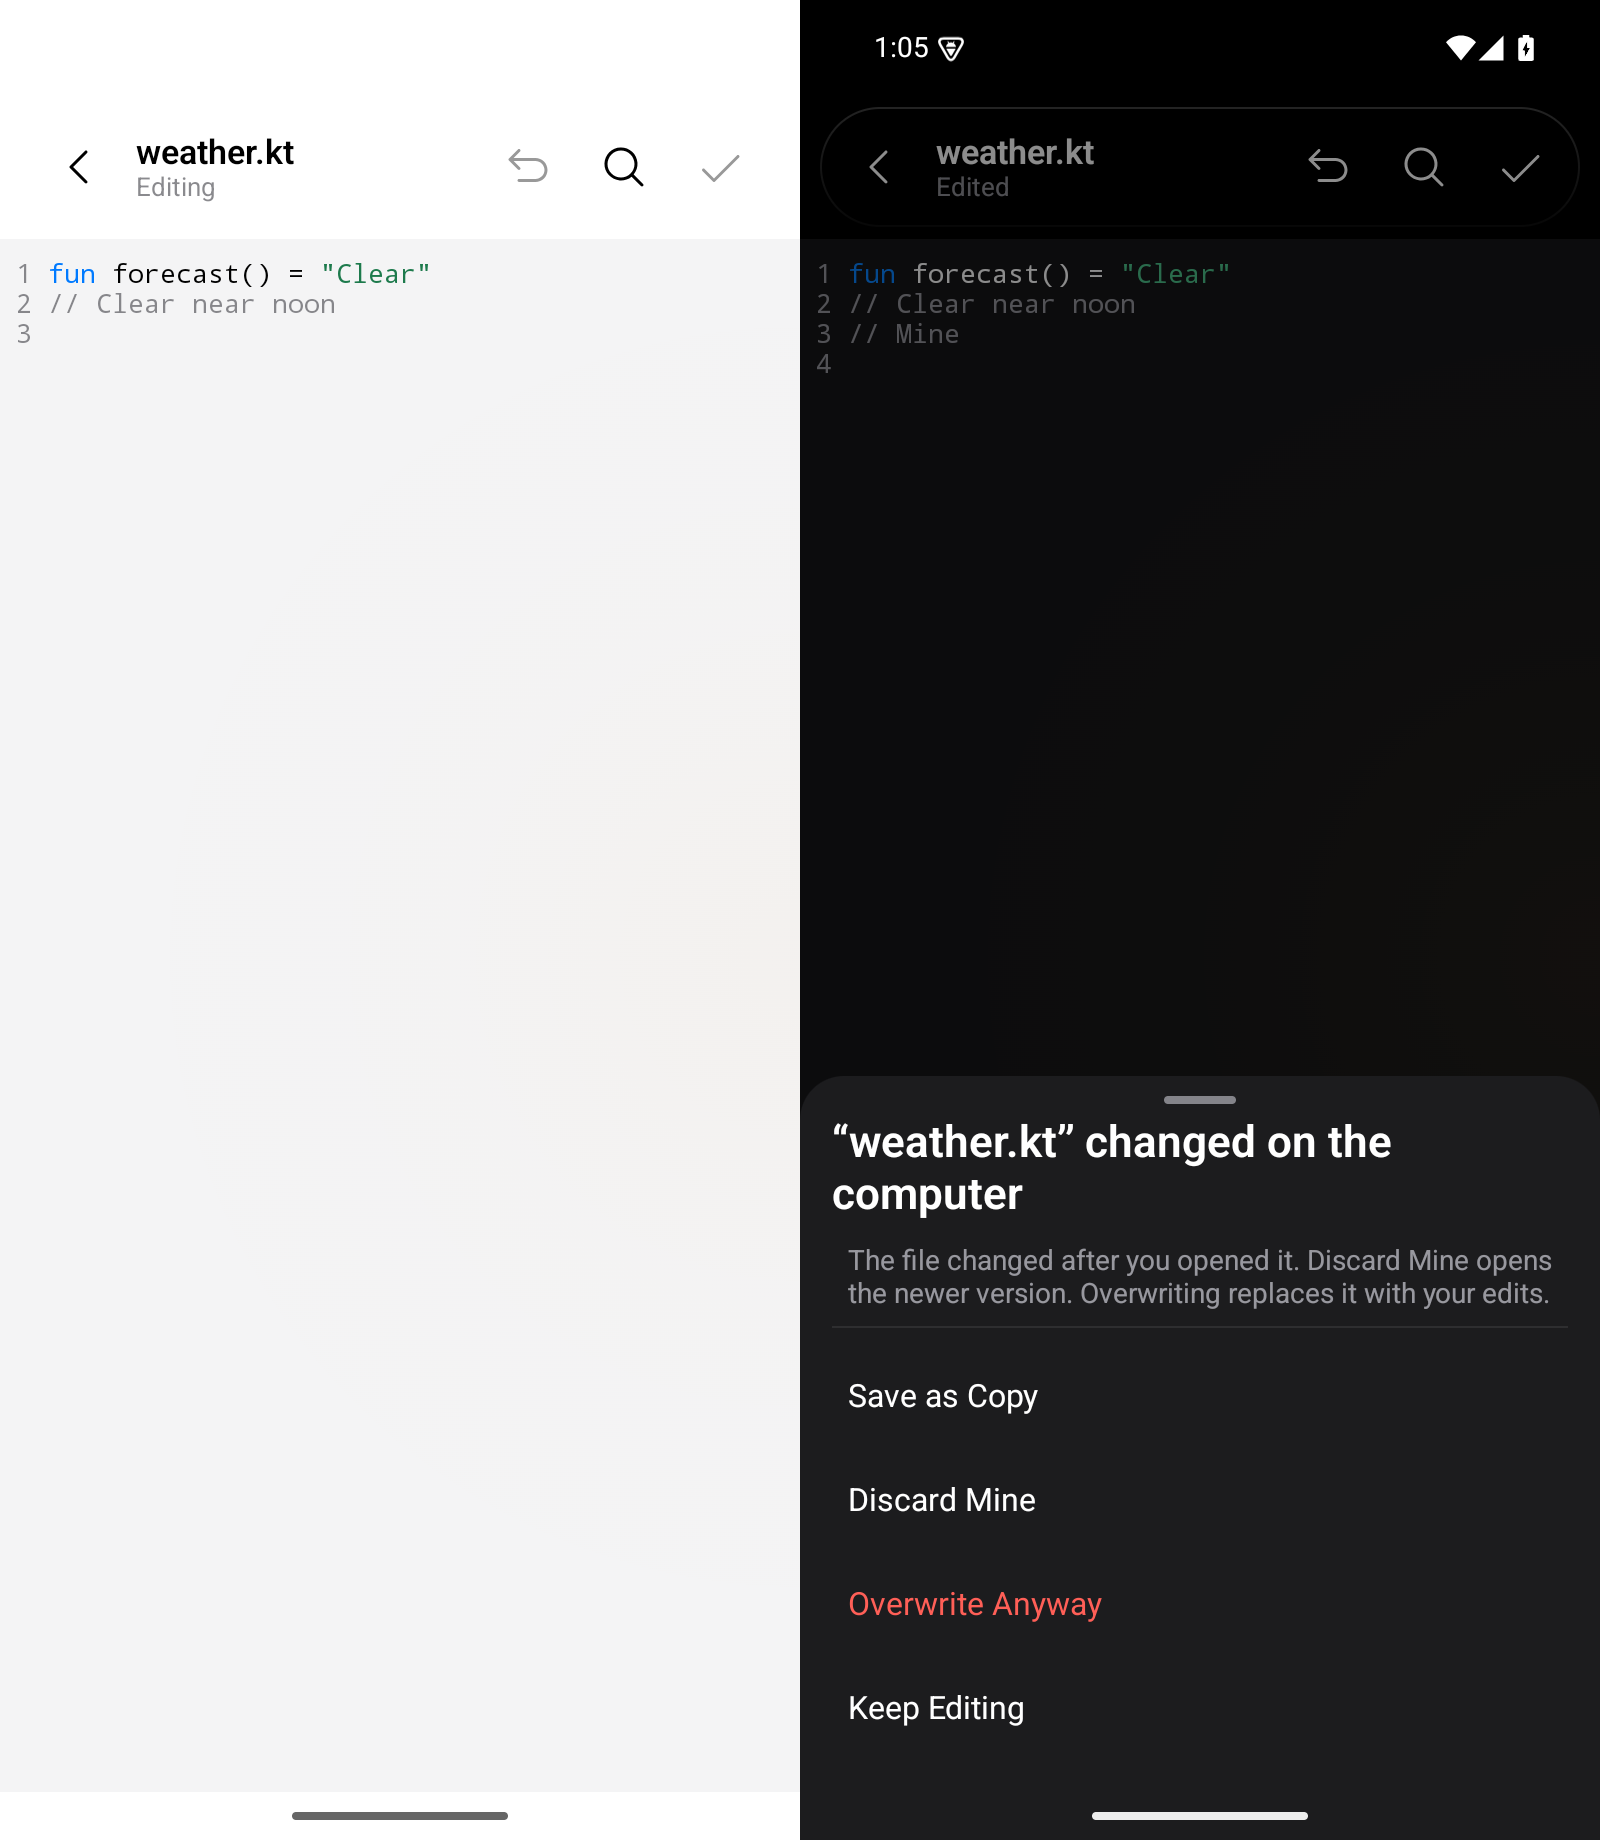 weather.kt
Editing
1 fun forecast() = "Clear"
2 // Clear near noon
3
1:05
weather.kt
Edited
1 fun forecast() = "Clear"
2 // Clear near noon
3 // Mine
4
“weather.kt” changed on the
computer
The file changed after you opened it. Discard Mine opens
the newer version. Overwriting replaces it with your edits.
Save as Copy
Discard Mine
Overwrite Anyway
Keep Editing